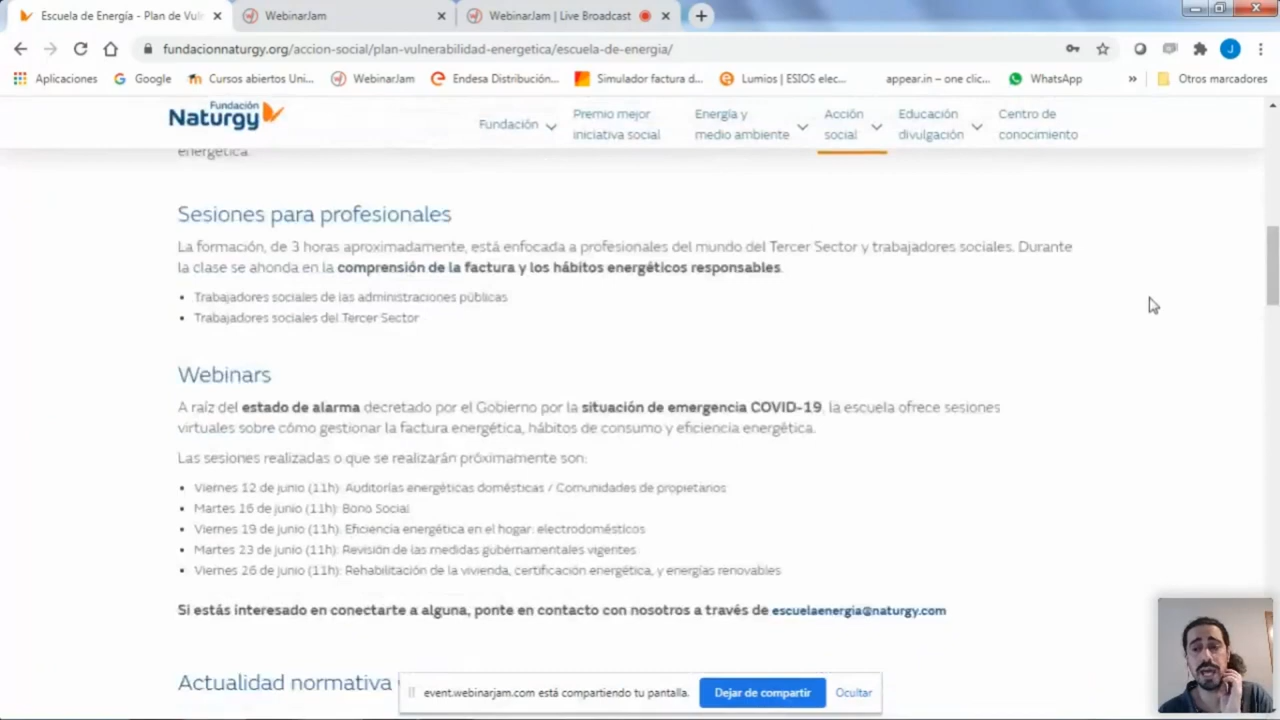 Escuela de Energía - Plan de Vuln
WebinarJam
WebinarJam | Live Broadcast
fundacionnaturgy.org/accion-social/plan-vulnerabilidad-energetica/escuela-de-energia/
J
Aplicaciones
Google
Cursos abiertos Uni...
WebinarJam
Endesa Distribución...
Simulador factura d...
Lumios | ESIOS elec...
appear.in – one clic...
WhatsApp
»
Otros marcadores
Fundación
Naturgy
Fundación
Premio mejor
iniciativa social
Energía y
medio ambiente
Acción
social
Educación
divulgación
Centro de
conocimiento
energética.
Sesiones para profesionales
La formación, de 3 horas aproximadamente, está enfocada a profesionales del mundo del Tercer Sector y trabajadores sociales. Durante
la clase se ahonda en la comprensión de la factura y los hábitos energéticos responsables.
• Trabajadores sociales de las administraciones públicas
• Trabajadores sociales del Tercer Sector
Webinars
A raíz del estado de alarma decretado por el Gobierno por la situación de emergencia COVID-19, la escuela ofrece sesiones
virtuales sobre cómo gestionar la factura energética, hábitos de consumo y eficiencia energética.
Las sesiones realizadas o que se realizarán próximamente son:
• Viernes 12 de junio (11h): Auditorías energéticas domésticas / Comunidades de propietarios
• Martes 16 de junio (11h): Bono Social
• Viernes 19 de junio (11h): Eficiencia energética en el hogar: electrodomésticos
• Martes 23 de junio (11h): Revisión de las medidas gubernamentales vigentes
• Viernes 26 de junio (11h): Rehabilitación de la vivienda, certificación energética, y energías renovables
Si estás interesado en conectarte a alguna, ponte en contacto con nosotros a través de escuelaenergia@naturgy.com
Actualidad normativa
event.webinarjam.com está compartiendo tu pantalla.
Dejar de compartir
Ocultar